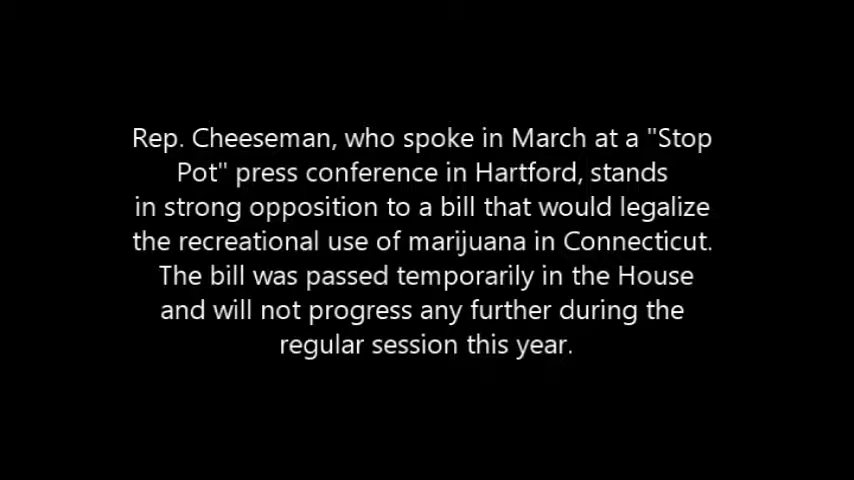 Rep. Cheeseman, who spoke in March at a "Stop
Pot" press conference in Hartford, stands
in strong opposition to a bill that would legalize
the recreational use of marijuana in Connecticut.
The bill was passed temporarily in the House
and will not progress any further during the
regular session this year.